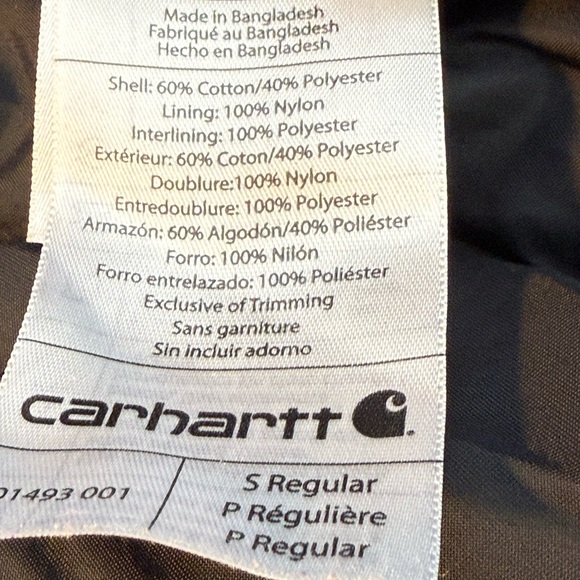 Made in Bangladesh
Fabriqué au Bangladesh
Hecho en Bangladesh
Shell: 60% Cotton/40% Polyester
Lining: 100% Nylon
Interlining: 100% Polyester
Extérieur: 60% Coton/40% Polyester
Doublure:100% Nylon
Entredoublure: 100% Polyester
Armazón: 60% Algodón/40% Poliéster
Forro: 100% Nilón
Forro entrelazado: 100% Poliéster
Exclusive of Trimming
Sans garniture
Sin incluir adorno
carhartt
01493 001
S Regular
P Régulière
P Regular